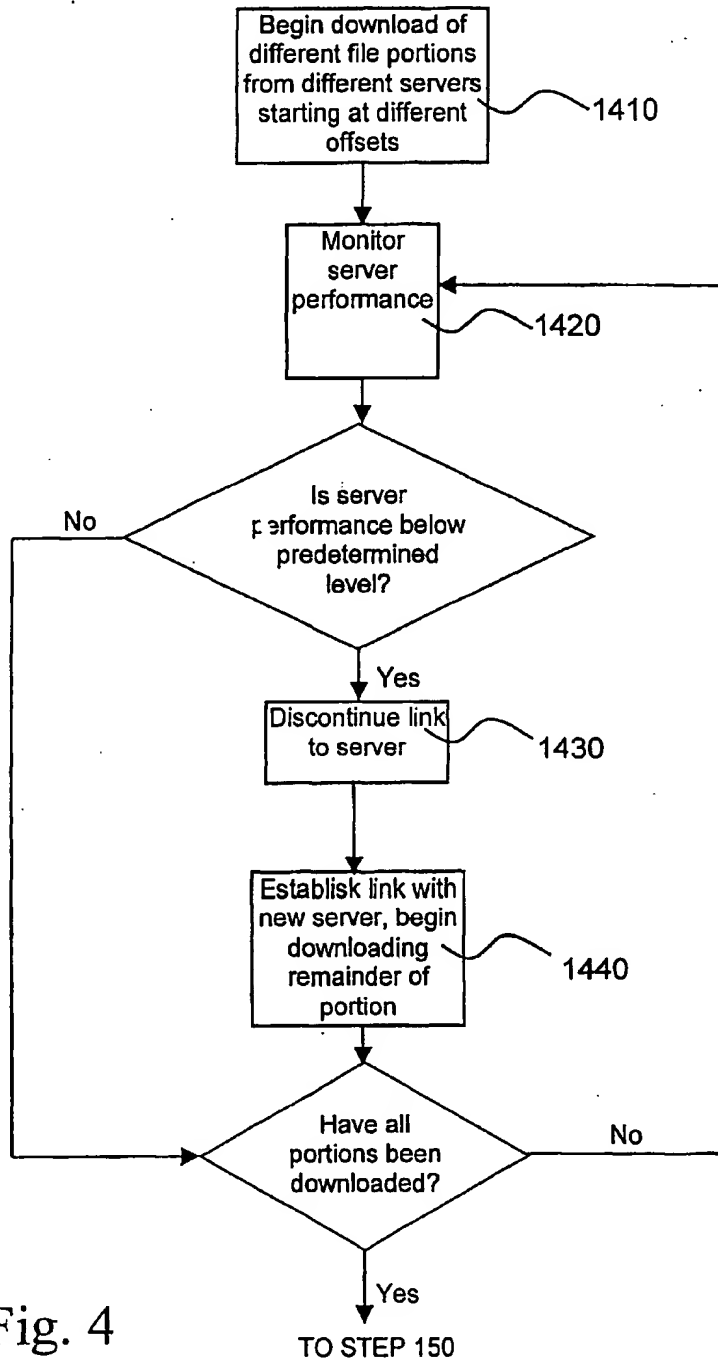 Begin download of
different file portions
from different servers
starting at different
offsets
1410
Monitor
server
performance
1420
Is server
performance below
predetermined
level?
No
Yes
Discontinue link
to server
1430
Establisk link with
new server, begin
downloading
remainder of
portion
1440
Have all
portions been
downloaded?
No
Yes
Fig. 4
TO STEP 150